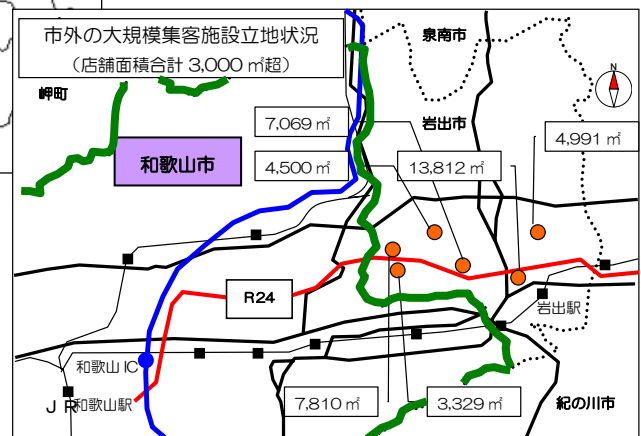 市外の大規模集客施設立地状況
（店舗面積合計 3,000 ㎡超）
泉南市
N
岬町
7,069 ㎡
岩出市
4,991 ㎡
和歌山市
4,500 ㎡
13,812 ㎡
R24
岩出駅
和歌山 IC
JR和歌山駅
7,810 ㎡
3,329 ㎡
紀の川市